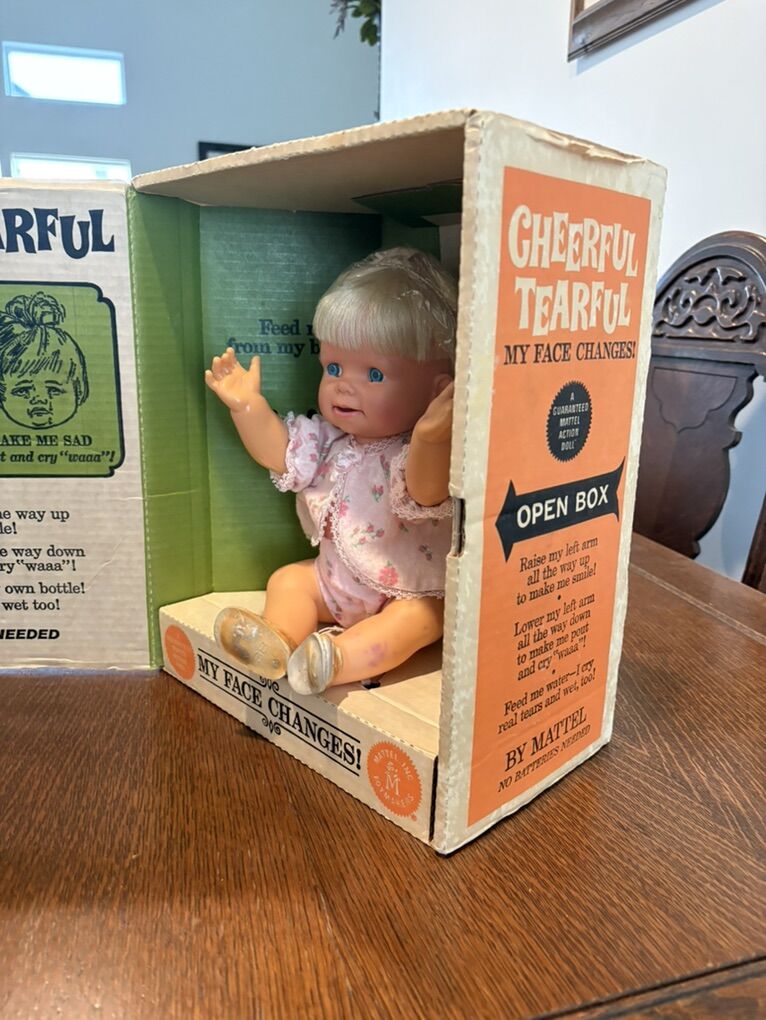 ARFUL
AKE ME SAD
t and cry "waaa"!
e way up
le!
e way down
ry "waaa"!
own bottle!
wet too!
NEEDED
Feed
from my b
MY FACE CHANGES!
MATTEL, INC.
M
TOYMAKERS
CHEERFUL
TEARFUL
MY FACE CHANGES!
A
GUARANTEED
MATTEL
ACTION
DOLL
OPEN BOX
Raise my left arm
all the way up
to make me smile!
•
Lower my left arm
all the way down
to make me pout
and cry "waaa"!
•
Feed me water—I cry
real tears and wet, too!
BY MATTEL
NO BATTERIES NEEDED